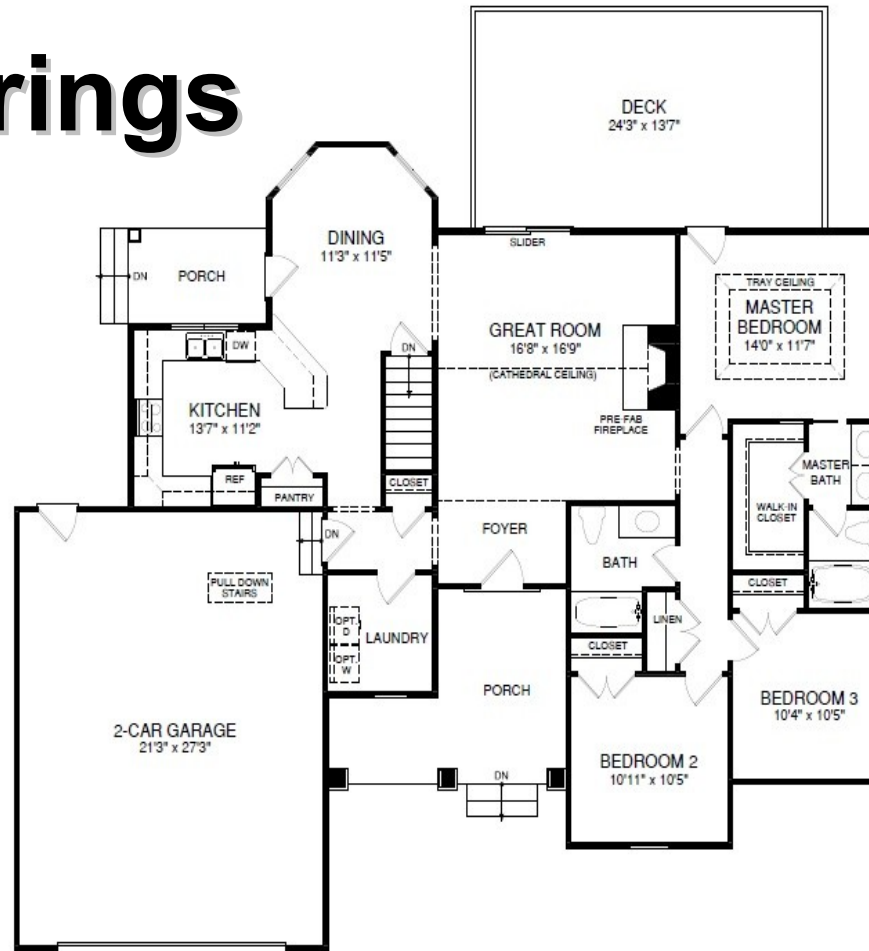 rings
DECK
24'3" x 13'7"
DINING
11'3" x 11'5"
SLIDER
DN
PORCH
TRAY CEILING
MASTER
BEDROOM
14'0" x 11'7"
GREAT ROOM
16'8" x 16'9"
(CATHEDRAL CEILING)
DW
DN
KITCHEN
13'7" x 11'2"
PRE-FAB
FIREPLACE
REF
PANTRY
CLOSET
MASTER
BATH
WALK-IN
CLOSET
FOYER
DN
BATH
PULL DOWN
STAIRS
CLOSET
OPT.
D
OPT.
W
LAUNDRY
LINEN
CLOSET
PORCH
BEDROOM 3
10'4" x 10'5"
2-CAR GARAGE
21'3" x 27'3"
BEDROOM 2
10'11" x 10'5"
DN